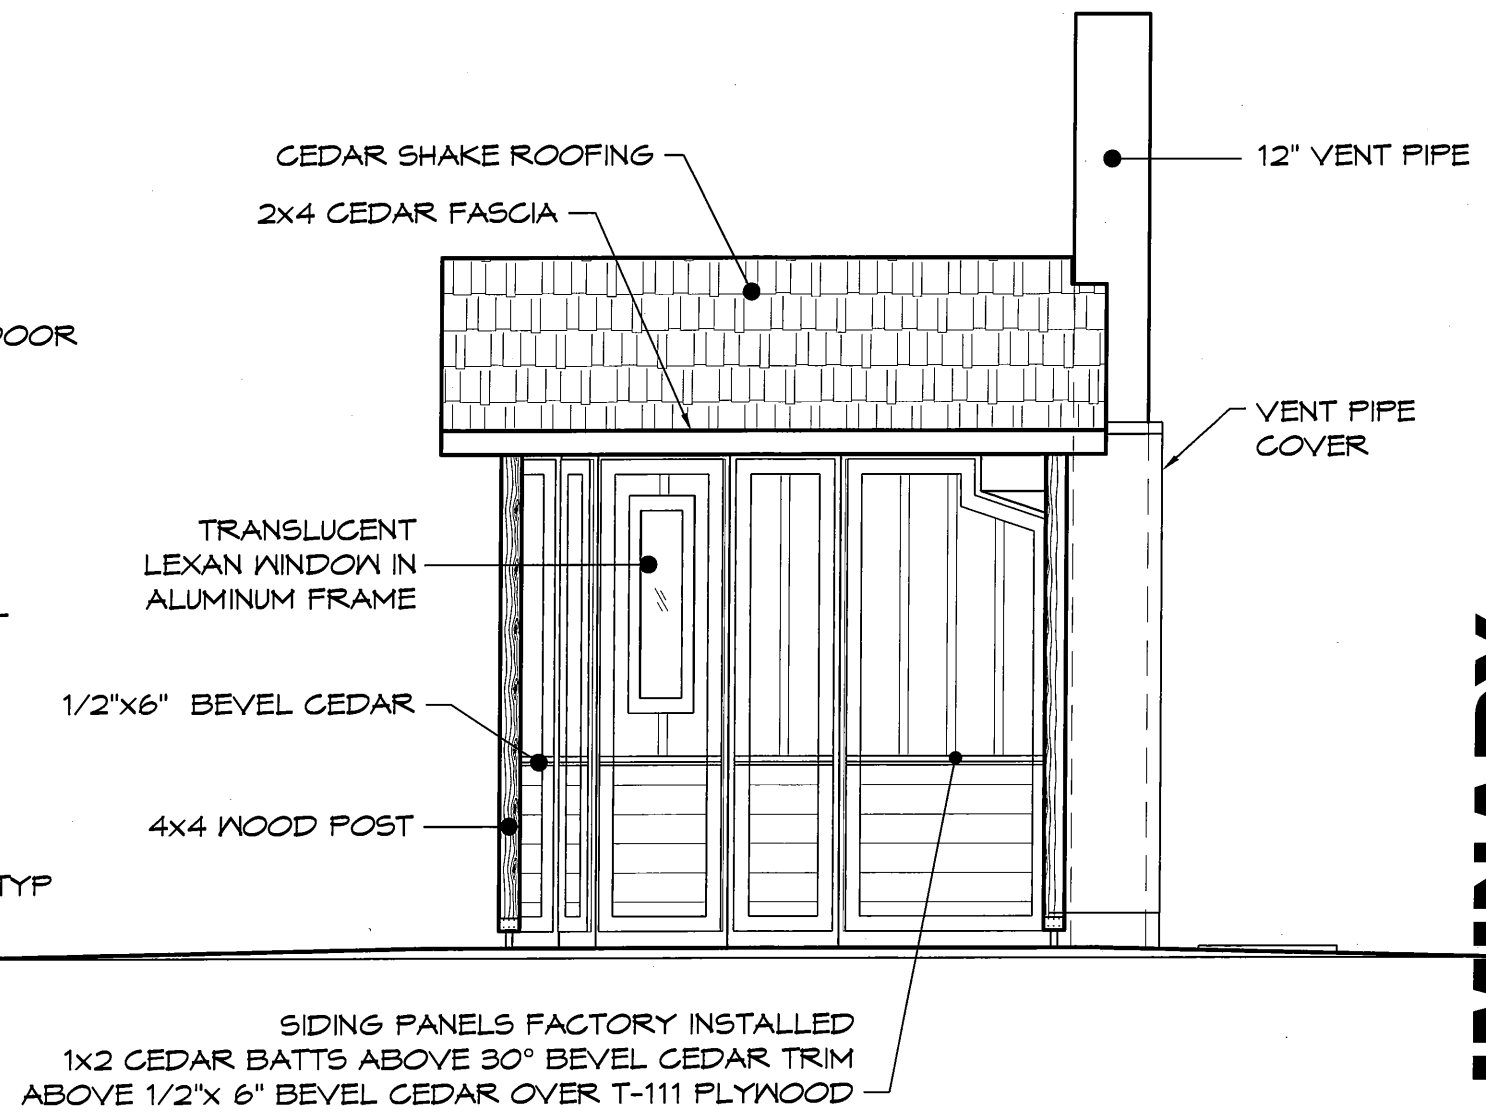 CEDAR SHAKE ROOFING
2x4 CEDAR FASCIA
12" VENT PIPE
DOOR
VENT PIPE
COVER
TRANSLUCENT
LEXAN WINDOW IN
ALUMINUM FRAME
1/2"x6" BEVEL CEDAR
4x4 WOOD POST
TYP
SIDING PANELS FACTORY INSTALLED
1x2 CEDAR BATTS ABOVE 30° BEVEL CEDAR TRIM
ABOVE 1/2"x 6" BEVEL CEDAR OVER T-111 PLYWOOD